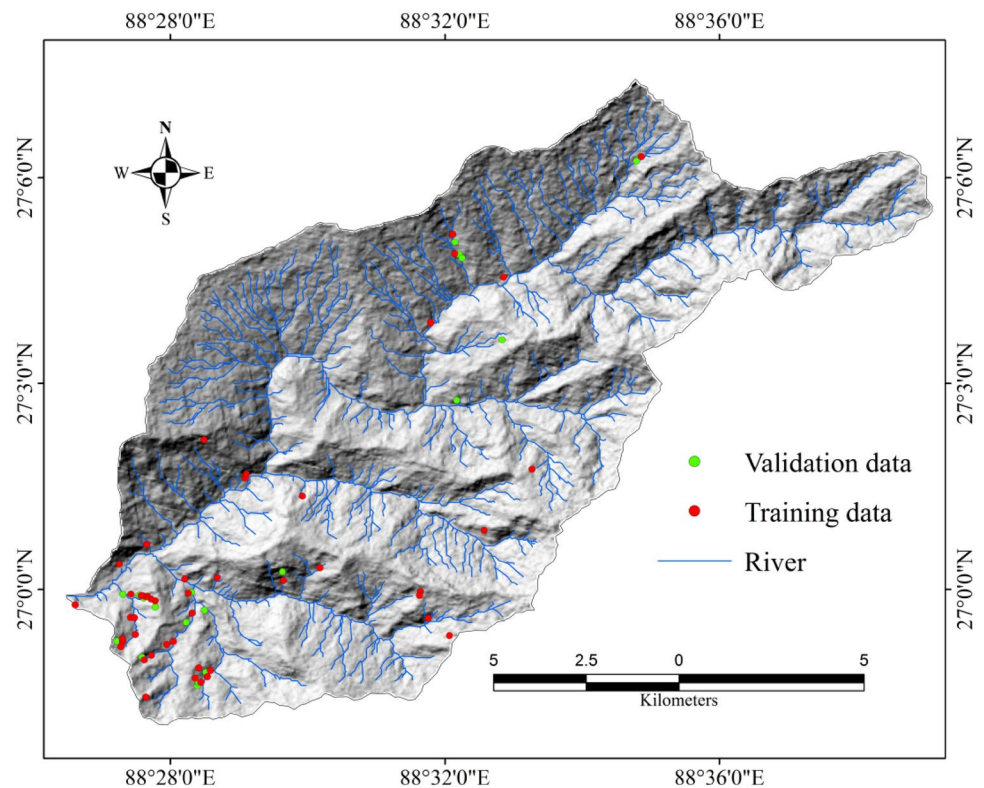 88°28'0"E 88°32'0"E 88°36'0"E
N
W E
S
27°6'0"N 27°6'0"N
27°3'0"N 27°3'0"N
Validation data
Training data
River
27°0'0"N 27°0'0"N
5 2.5 0 5
Kilometers
88°28'0"E 88°32'0"E 88°36'0"E